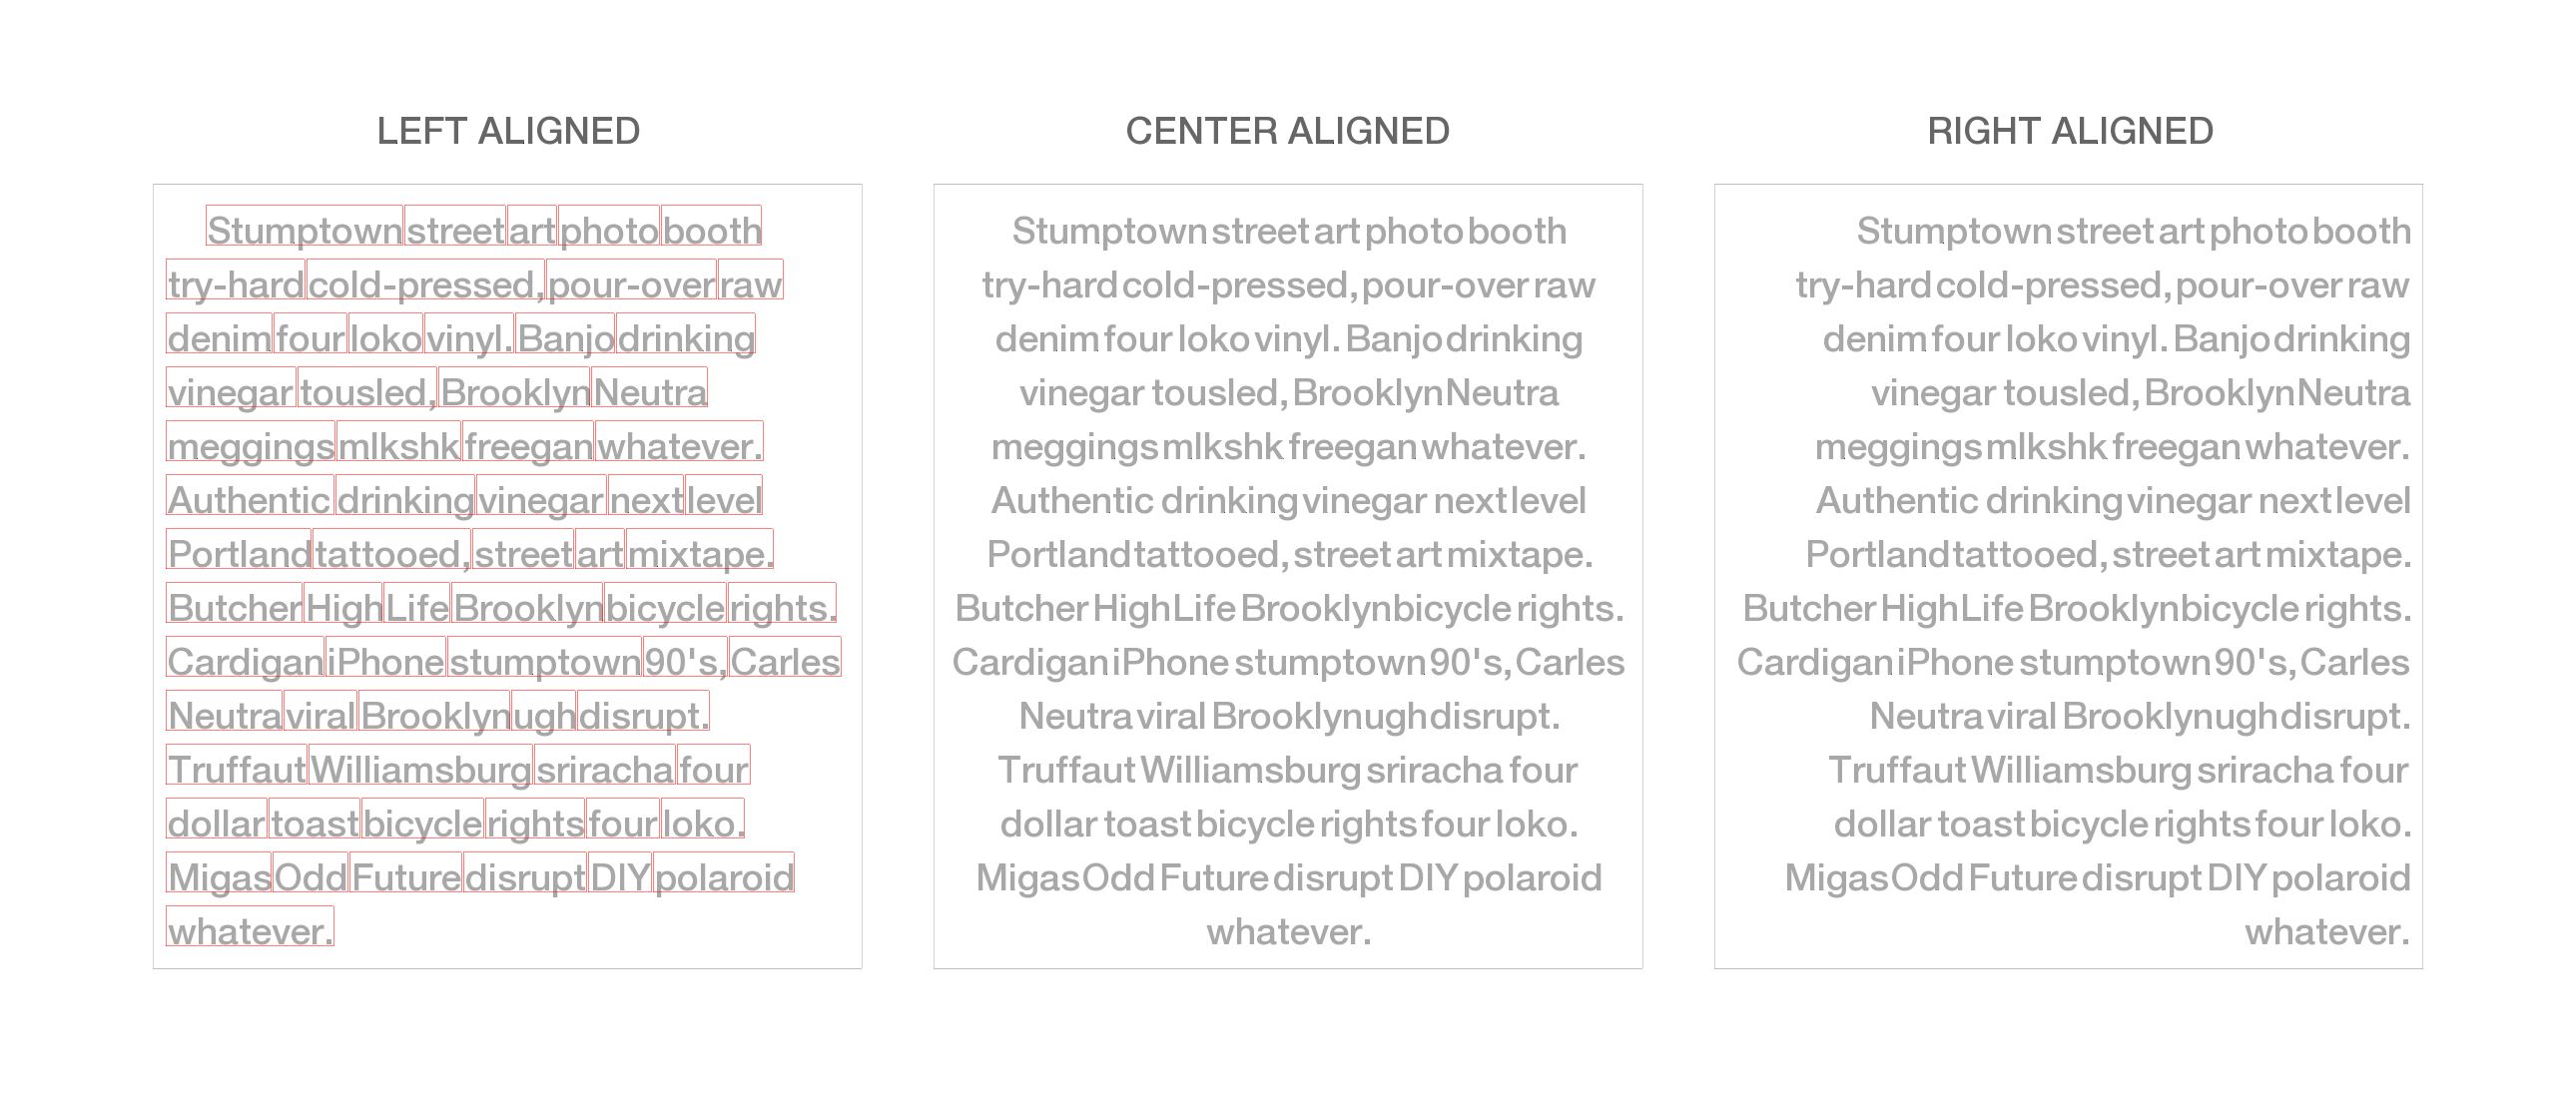 LEFT ALIGNED
Stumptown street art photo booth
try-hard cold-pressed, pour-over raw
denim four loko vinyl. Banjo drinking
vinegar tousled, Brooklyn Neutra
meggings mlkshk freegan whatever.
Authentic drinking vinegar next level
Portland tattooed, street art mixtape.
Butcher High Life Brooklyn bicycle rights.
Cardigan iPhone stumptown 90's, Carles
Neutra viral Brooklyn ugh disrupt.
Truffaut Williamsburg sriracha four
dollar toast bicycle rights four loko.
Migas Odd Future disrupt DIY polaroid
whatever.
CENTER ALIGNED
Stumptown street art photo booth
try-hard cold-pressed, pour-over raw
denim four loko vinyl. Banjo drinking
vinegar tousled, Brooklyn Neutra
meggings mlkshk freegan whatever.
Authentic drinking vinegar next level
Portland tattooed, street art mixtape.
Butcher High Life Brooklyn bicycle rights.
Cardigan iPhone stumptown 90's, Carles
Neutra viral Brooklyn ugh disrupt.
Truffaut Williamsburg sriracha four
dollar toast bicycle rights four loko.
Migas Odd Future disrupt DIY polaroid
whatever.
RIGHT ALIGNED
Stumptown street art photo booth
try-hard cold-pressed, pour-over raw
denim four loko vinyl. Banjo drinking
vinegar tousled, Brooklyn Neutra
meggings mlkshk freegan whatever.
Authentic drinking vinegar next level
Portland tattooed, street art mixtape.
Butcher High Life Brooklyn bicycle rights.
Cardigan iPhone stumptown 90's, Carles
Neutra viral Brooklyn ugh disrupt.
Truffaut Williamsburg sriracha four
dollar toast bicycle rights four loko.
Migas Odd Future disrupt DIY polaroid
whatever.